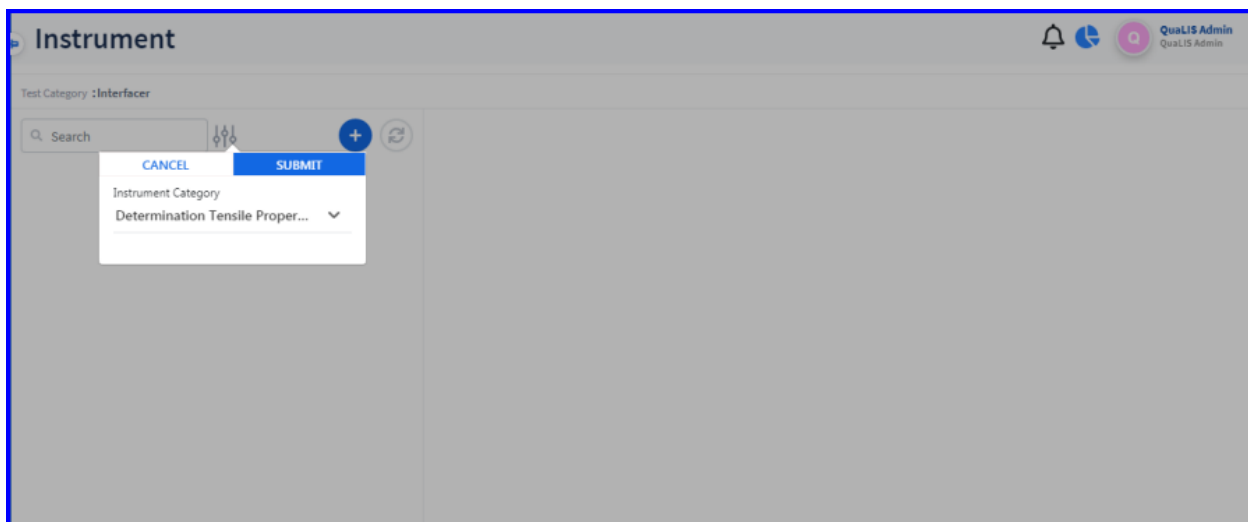 Instrument
Q
QuaLIS Admin
QuaLIS Admin
Test Category :Interfacer
Search
CANCEL
SUBMIT
Instrument Category
Determination Tensile Proper...